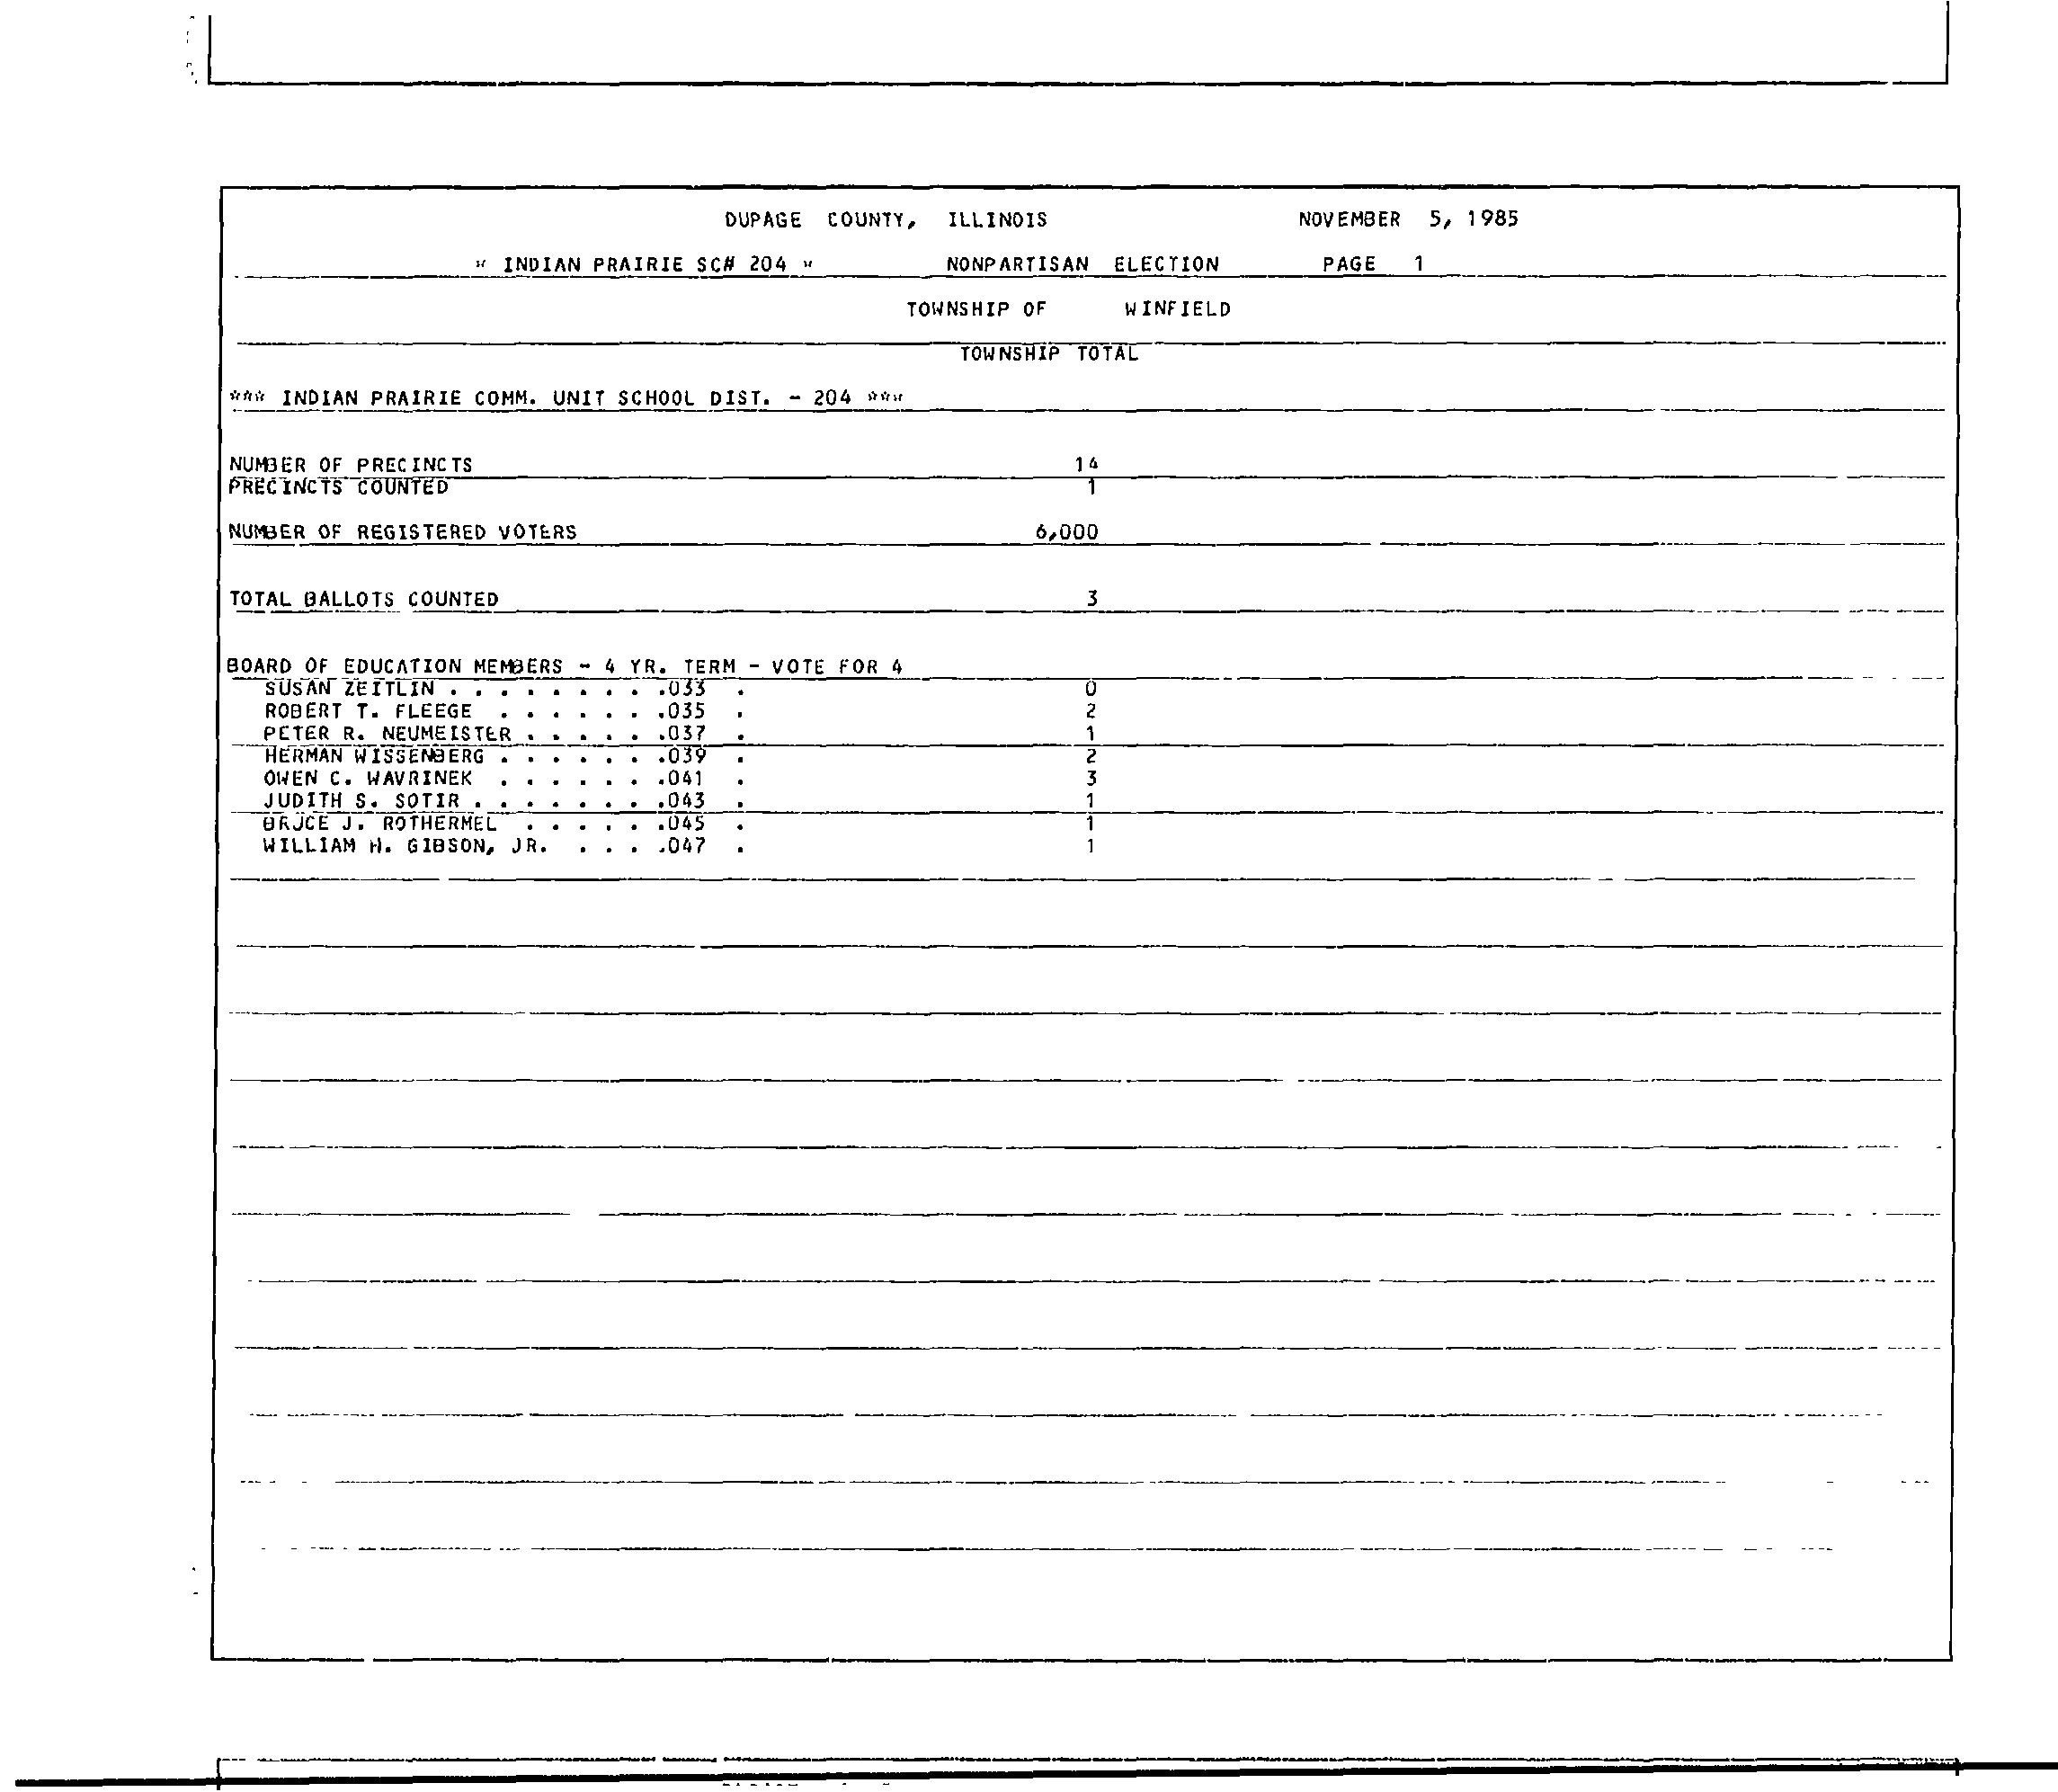 DUPAGE COUNTY, ILLINOIS NOVEMBER 5, 1985
" INDIAN PRAIRIE SC# 204 " NONPARTISAN ELECTION PAGE 1
TOWNSHIP OF WINFIELD
TOWNSHIP TOTAL
*** INDIAN PRAIRIE COMM. UNIT SCHOOL DIST. - 204 ***
NUMBER OF PRECINCTS 14
PRECINCTS COUNTED 1
NUMBER OF REGISTERED VOTERS 6,000
TOTAL BALLOTS COUNTED 3
BOARD OF EDUCATION MEMBERS - 4 YR. TERM - VOTE FOR 4
SUSAN ZEITLIN . . . . . . . . .033 . 0
ROBERT T. FLEEGE . . . . . . .035 . 2
PETER R. NEUMEISTER . . . . . .037 . 1
HERMAN WISSENBERG . . . . . . .039 . 2
OWEN C. WAVRINEK . . . . . . .041 . 3
JUDITH S. SOTIR . . . . . . . .043 . 1
BRUCE J. ROTHERMEL . . . . . .045 . 1
WILLIAM H. GIBSON, JR. . . . .047 . 1